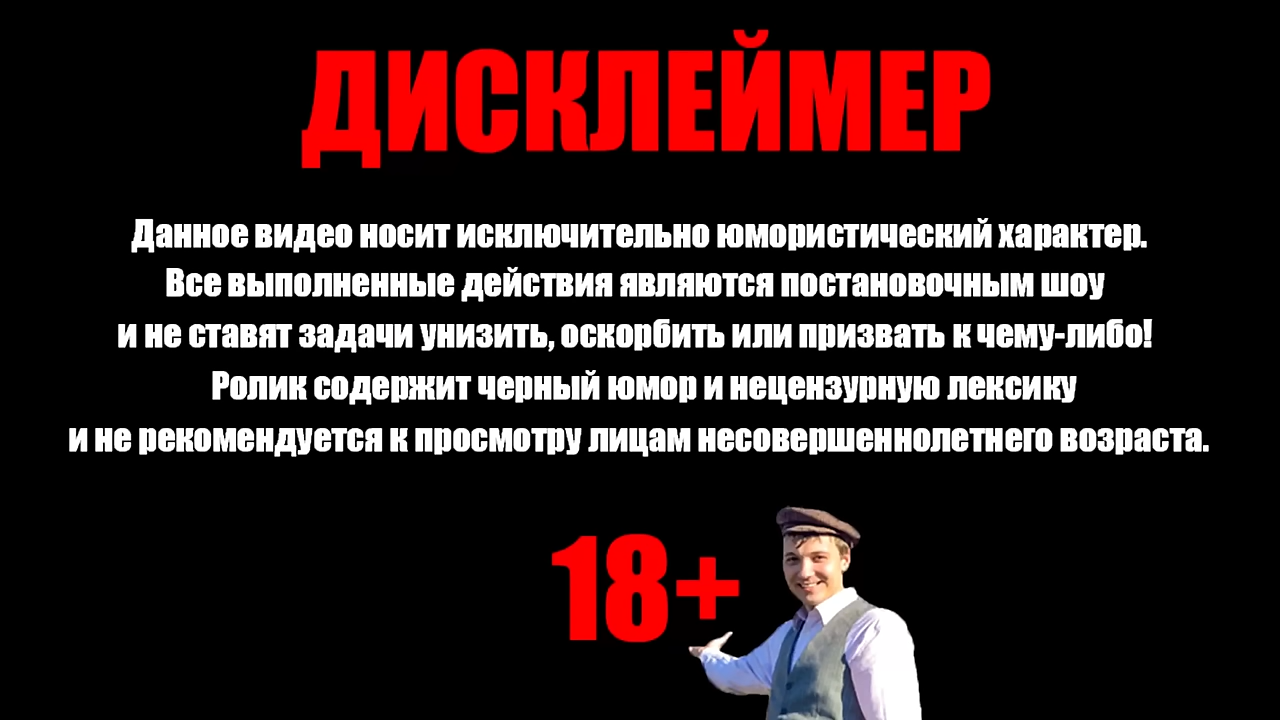 ДИСКЛЕЙМЕР
Данное видео носит исключительно юмористический характер.
Все выполненные действия являются постановочным шоу
и не ставят задачи унизить, оскорбить или призвать к чему-либо!
Ролик содержит черный юмор и нецензурную лексику
и не рекомендуется к просмотру лицам несовершеннолетнего возраста.
18+